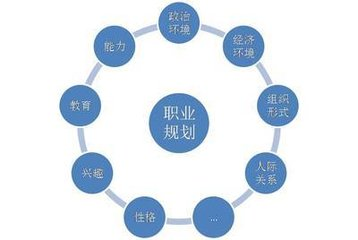 政治
环境
经济
环境
组织
形式
人际
关系
...
性格
兴趣
教育
能力
职业
规划